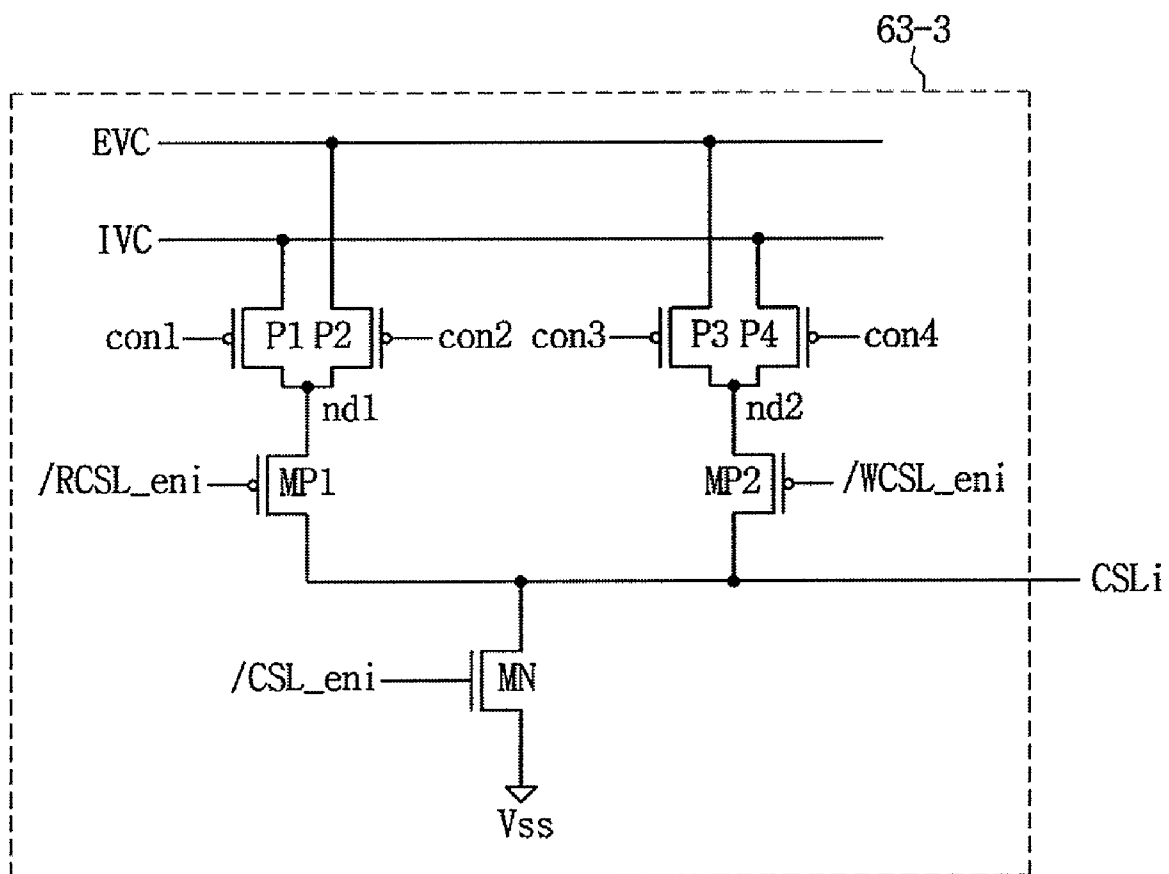 63-3
EVC
IVC
con1 P1 P2 con2 con3 P3 P4 con4
nd1 nd2
/RCSL_eni MP1 MP2 /WCSL_eni
CSLi
/CSL_eni MN
Vss